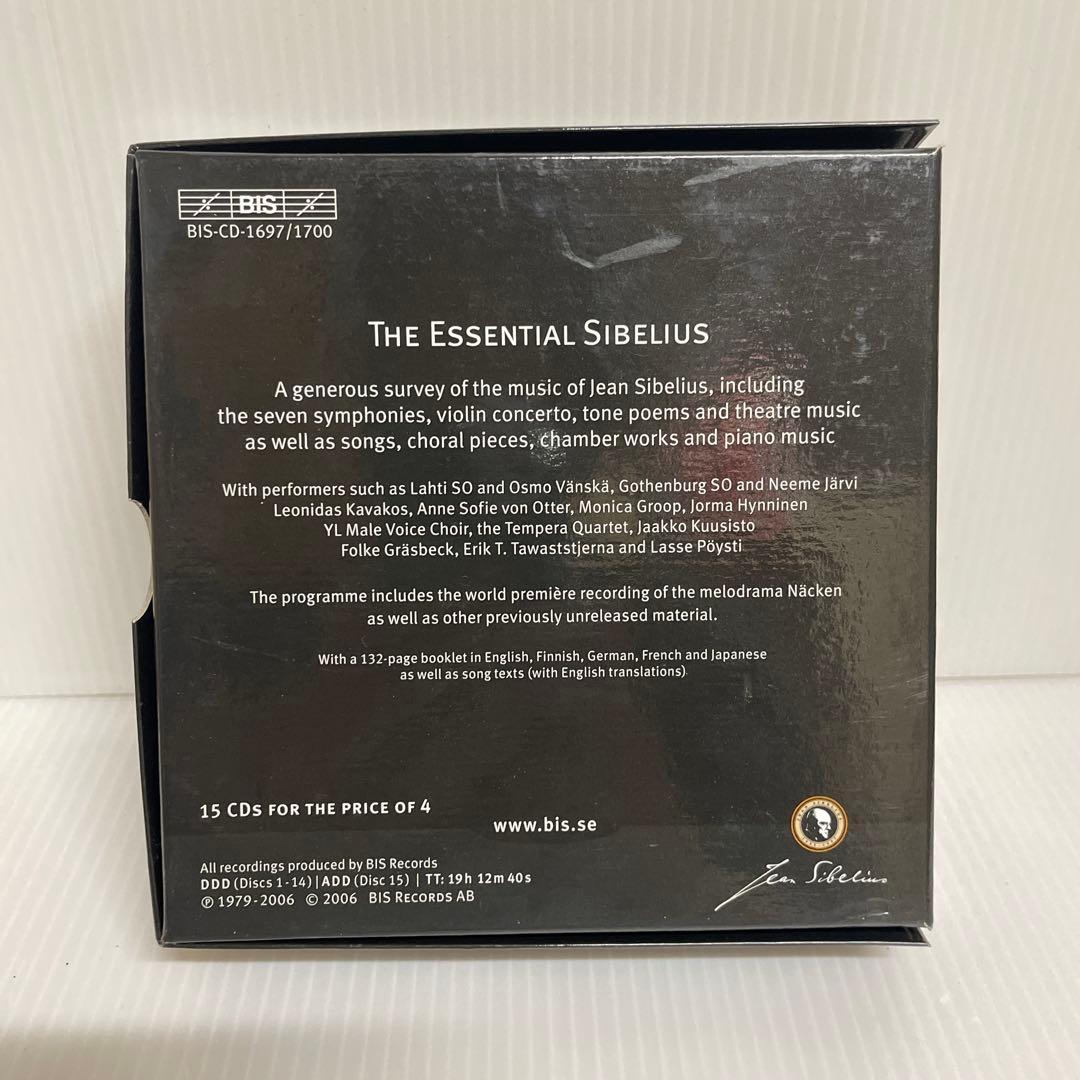 BIS
BIS-CD-1697/1700
THE ESSENTIAL SIBELIUS
A generous survey of the music of Jean Sibelius, including
the seven symphonies, violin concerto, tone poems and theatre music
as well as songs, choral pieces, chamber works and piano music
With performers such as Lahti SO and Osmo Vänskä, Gothenburg SO and Neeme Järvi
Leonidas Kavakos, Anne Sofie von Otter, Monica Groop, Jorma Hynninen
YL Male Voice Choir, the Tempera Quartet, Jaakko Kuusisto
Folke Gräsbeck, Erik T. Tawaststjerna and Lasse Pöysti
The programme includes the world première recording of the melodrama Näcken
as well as other previously unreleased material.
With a 132-page booklet in English, Finnish, German, French and Japanese
as well as song texts (with English translations)
15 CDS FOR THE PRICE OF 4
www.bis.se
All recordings produced by BIS Records
DDD (Discs 1-14) | ADD (Disc 15) | TT: 19h 12m 40s
℗ 1979-2006 © 2006 BIS RECORDS AB
Jean Sibelius